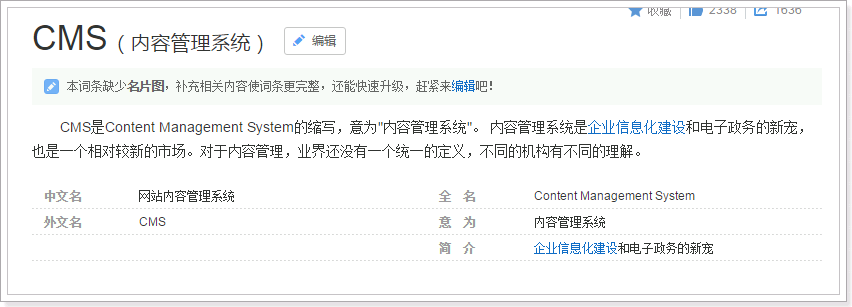 收藏 2338 1636
CMS（内容管理系统） 编辑
本词条缺少名片图，补充相关内容使词条更完整，还能快速升级，赶紧来编辑吧！
CMS是Content Management System的缩写，意为"内容管理系统"。 内容管理系统是企业信息化建设和电子政务的新宠，
也是一个相对较新的市场。对于内容管理，业界还没有一个统一的定义，不同的机构有不同的理解。
中文名 网站内容管理系统 全 名 Content Management System
外文名 CMS 意 为 内容管理系统
简 介 企业信息化建设和电子政务的新宠